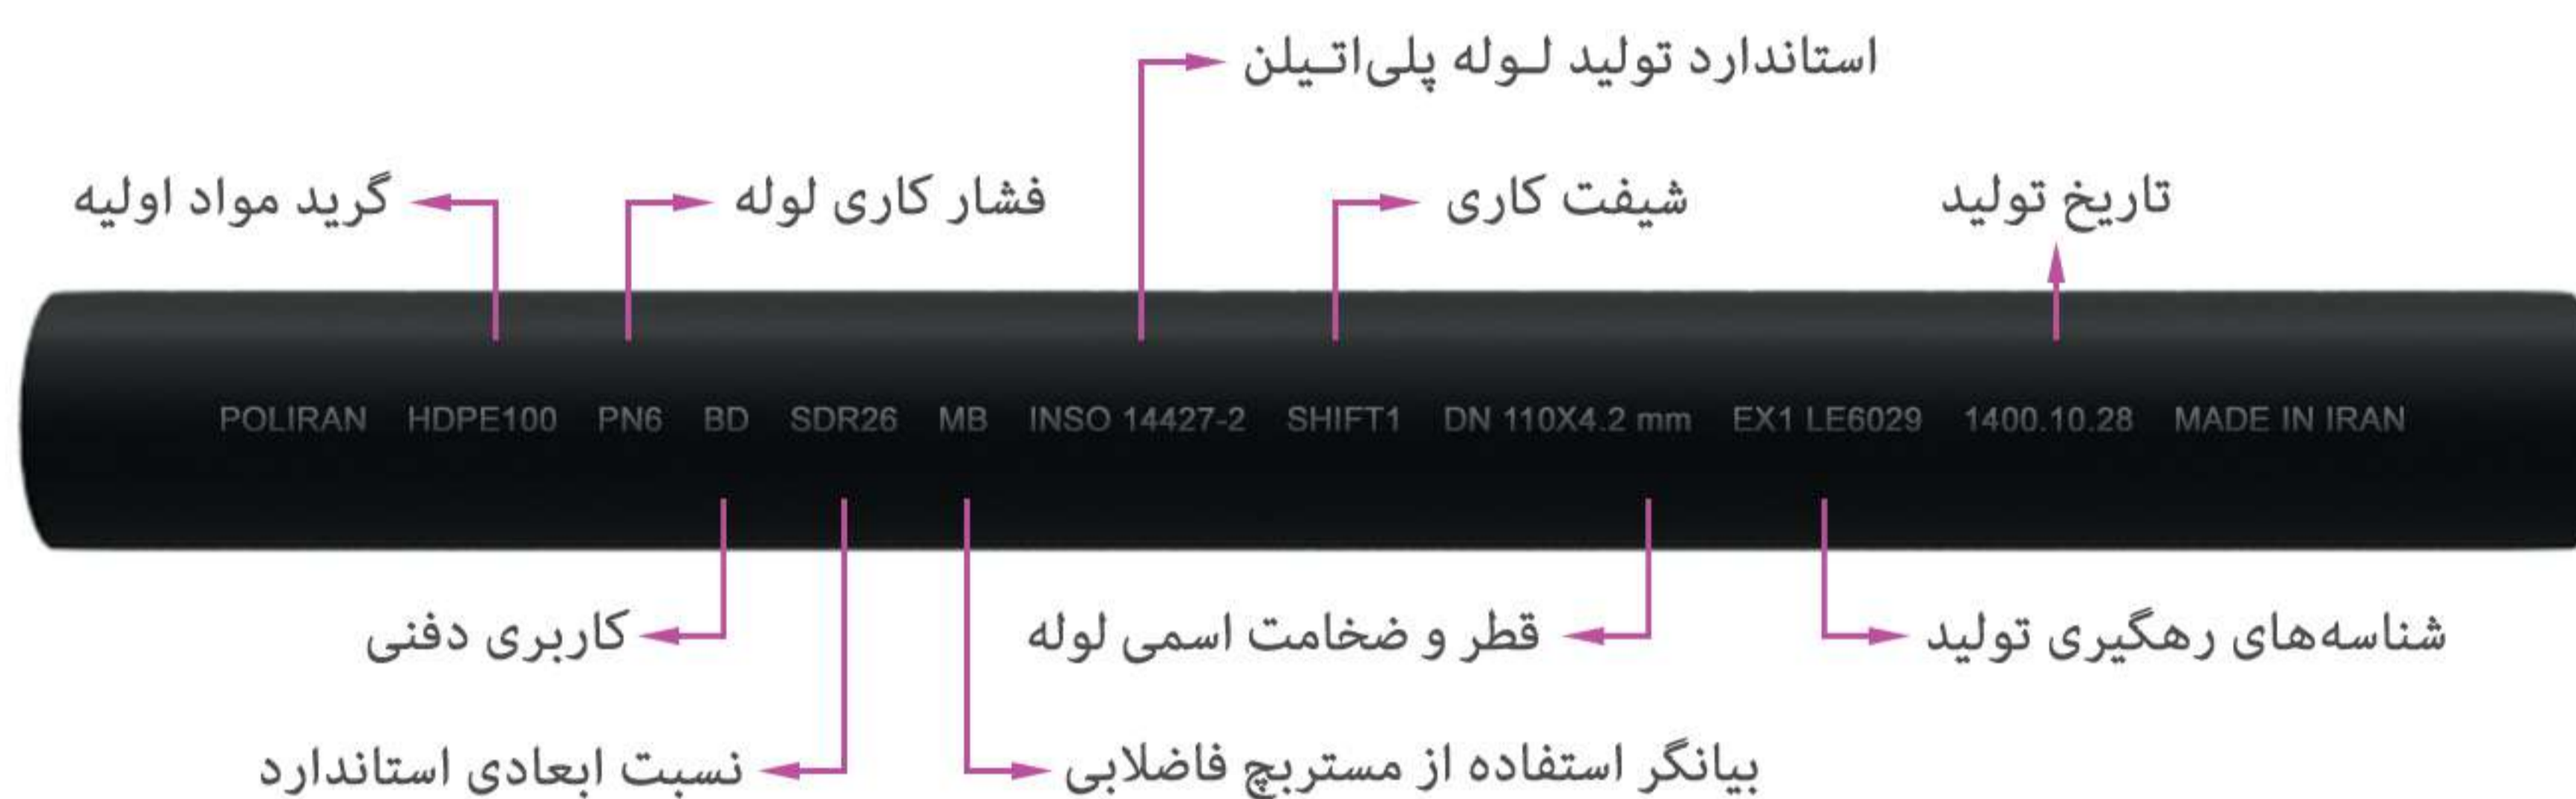 استاندارد تولید لـوله پلی‌اتـیلن
گرید مواد اولیه
فشار کاری لوله
شیفت کاری
تاریخ تولید
POLIRAN HDPE100 PN6 BD SDR26 MB INSO 14427-2 SHIFT1 DN 110X4.2 mm EX1 LE6029 1400.10.28 MADE IN IRAN
کاربری دفنی
قطر و ضخامت اسمی لوله
شناسه‌های رهگیری تولید
نسبت ابعادی استاندارد
بیانگر استفاده از مستربچ فاضلابی